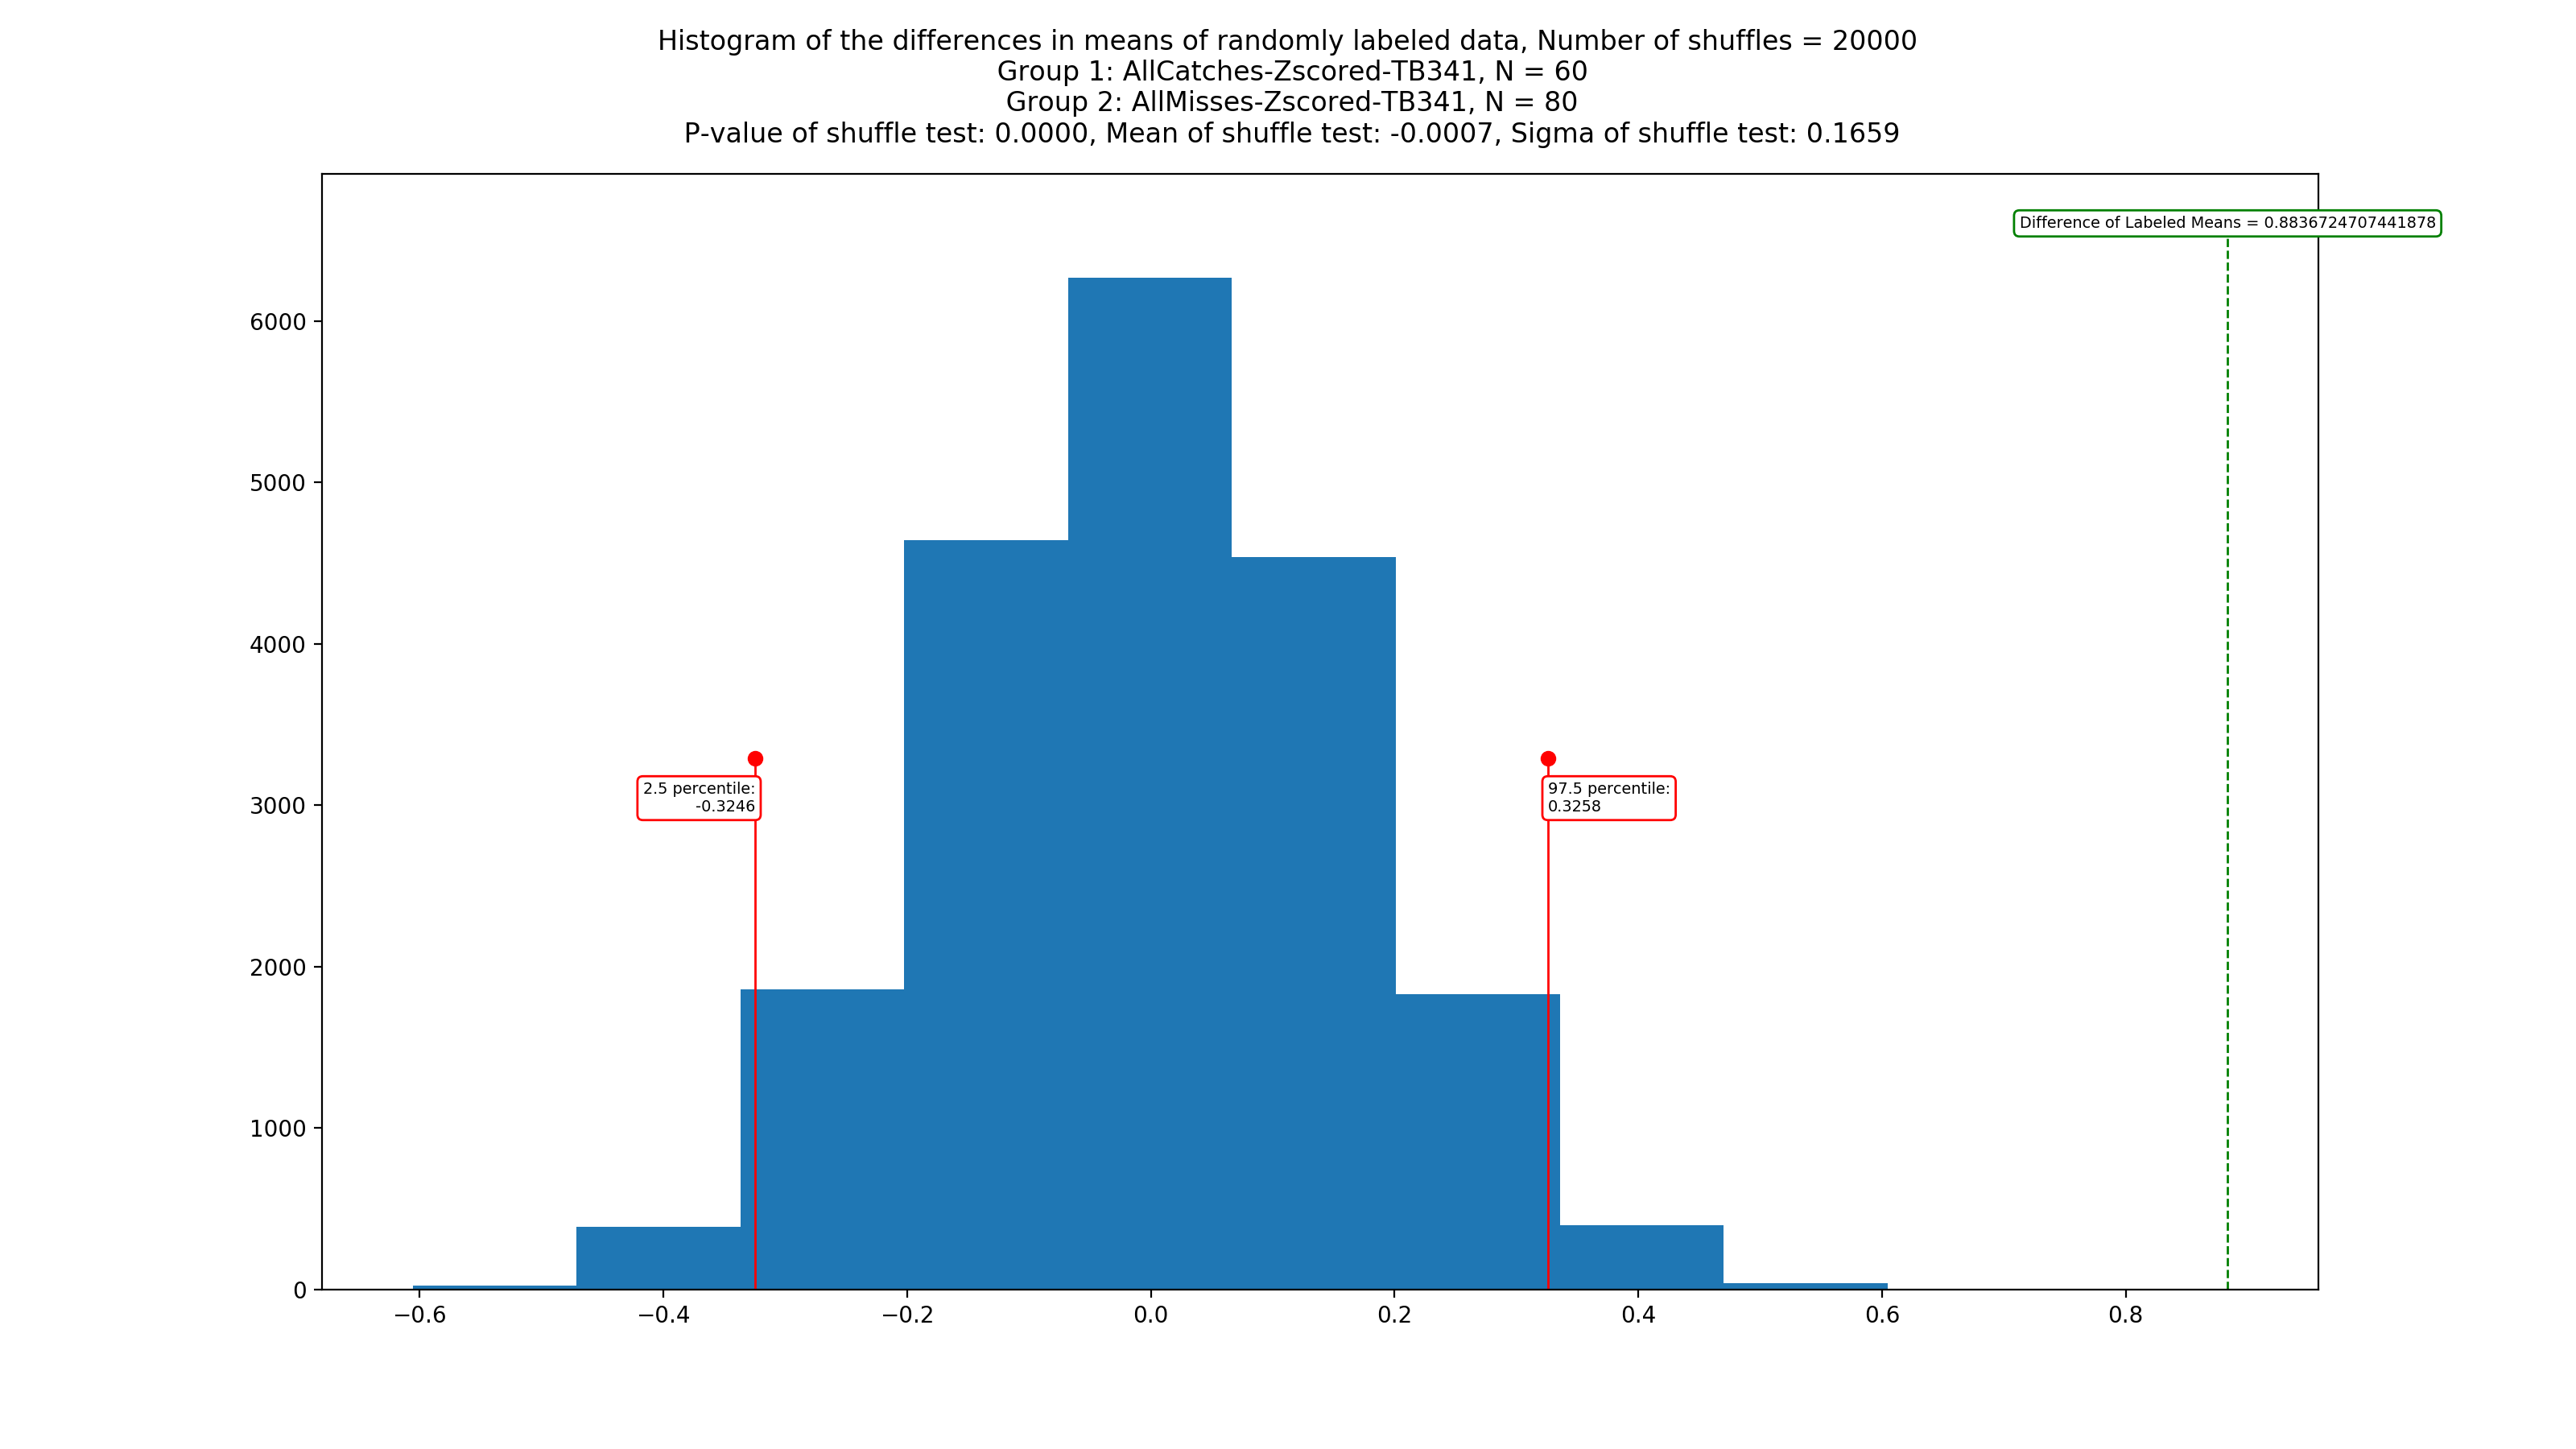 Histogram of the differences in means of randomly labeled data, Number of shuffles = 20000
Group 1: AllCatches-Zscored-TB341, N = 60
Group 2: AllMisses-Zscored-TB341, N = 80
P-value of shuffle test: 0.0000, Mean of shuffle test: -0.0007, Sigma of shuffle test: 0.1659
Difference of Labeled Means = 0.8836724707441878
6000
5000
4000
3000
2000
1000
0
2.5 percentile:
-0.3246
97.5 percentile:
0.3258
−0.6
−0.4
−0.2
0.0
0.2
0.4
0.6
0.8